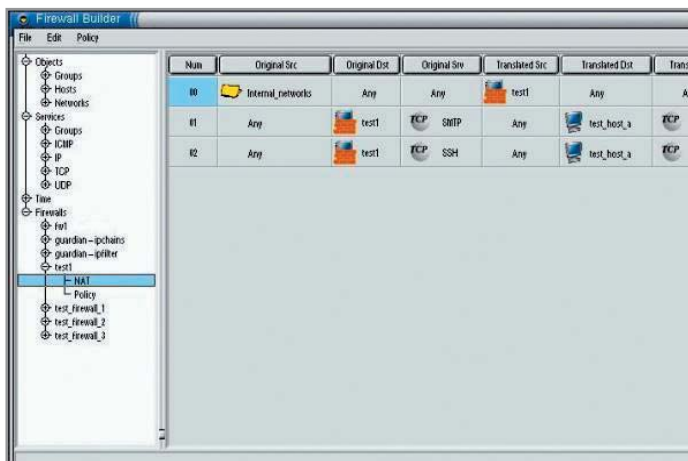 Firewall Builder
File Edit Policy
Objects
Groups
Hosts
Networks
Services
Groups
ICMP
IP
TCP
UDP
Time
Firewalls
fw1
guardian-ipchains
guardian-ipfilter
test1
NAT
Policy
test_firewall_1
test_firewall_2
test_firewall_3
Num Original Src Original Dst Original Srv Translated Src Translated Dst Trans
00 Internal_networks Any Any test1 Any A
01 Any test1 TCP SMTP Any test_host_a TCP
02 Any test1 TCP SSH Any test_host_a TCP